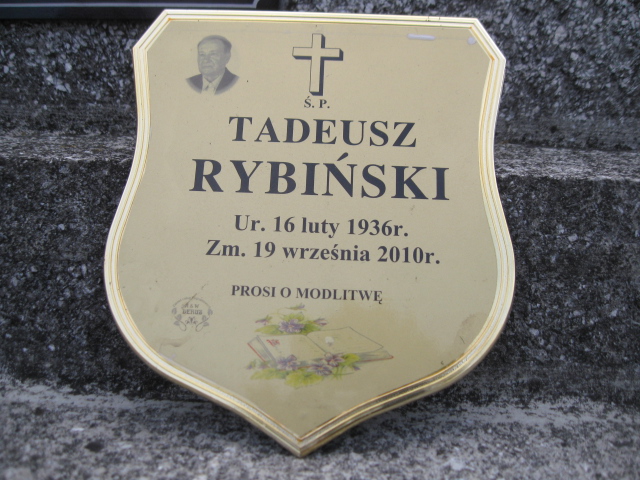 Ś. P.
TADEUSZ
RYBIŃSKI
Ur. 16 luty 1936r.
Zm. 19 września 2010r.
PROSI O MODLITWĘ